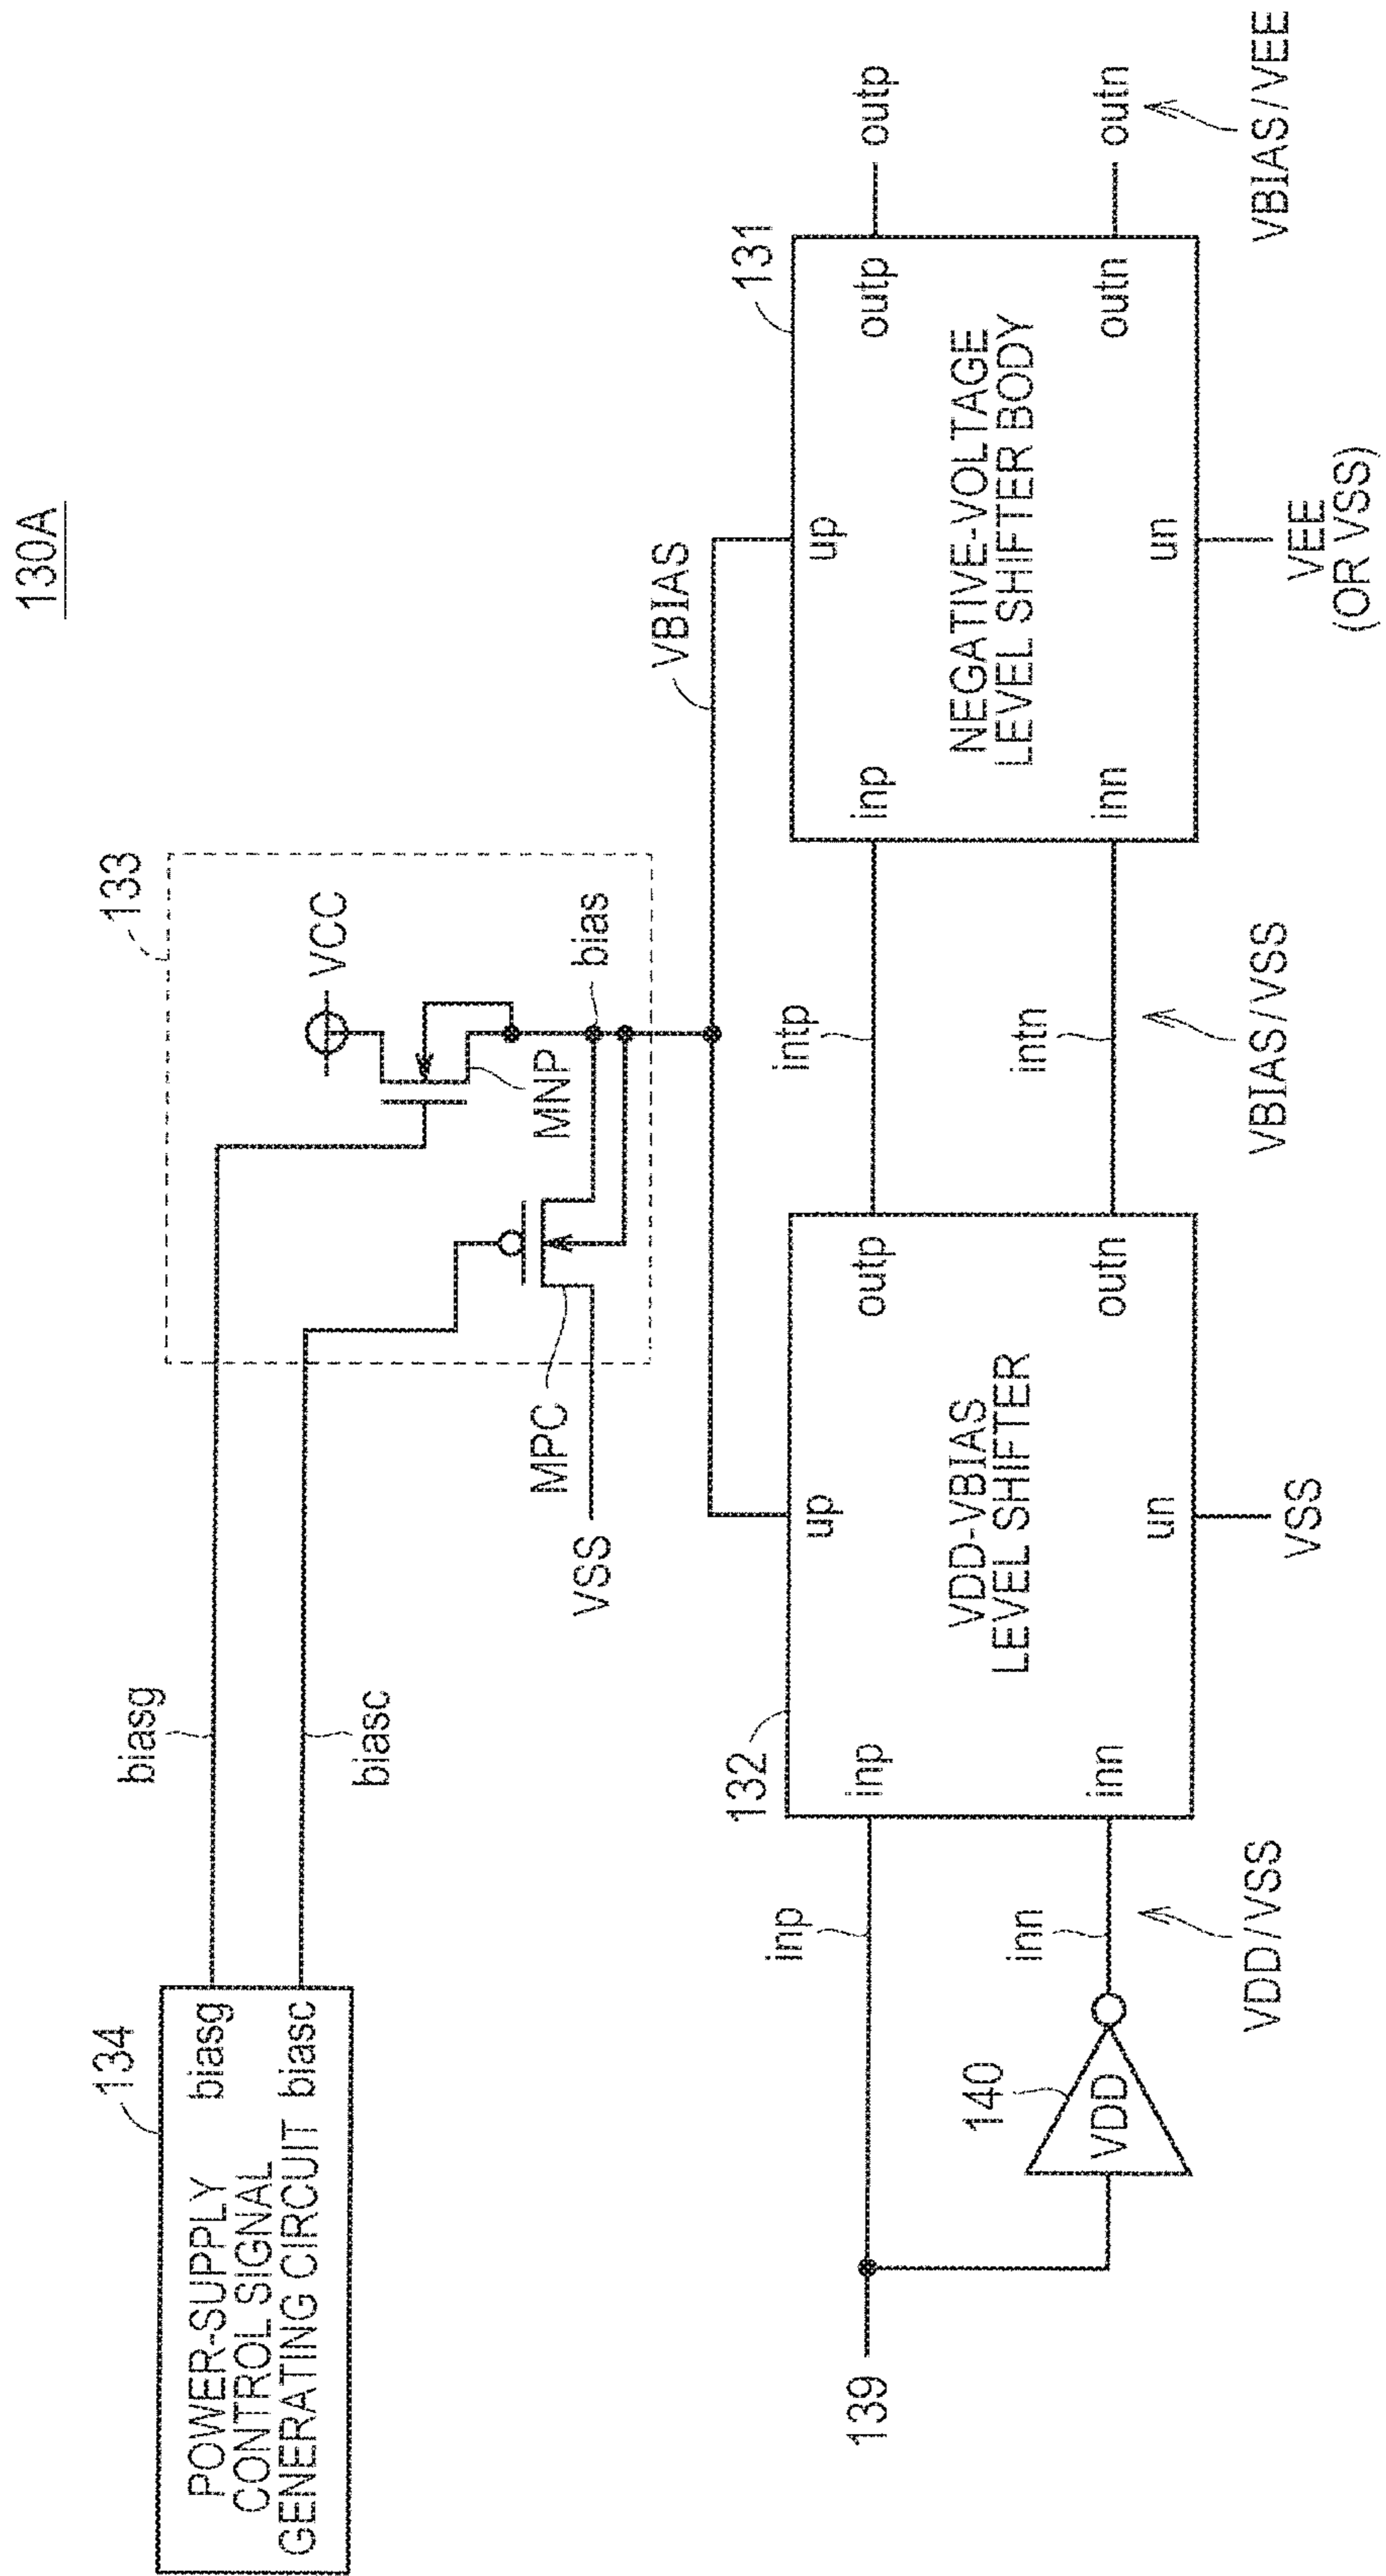 130A
134
POWER-SUPPLY
CONTROL SIGNAL
GENERATING CIRCUIT
biasg
biasc
biasg
biasc
133
VCC
MNP
bias
MPC
VSS
VBIAS
139
140
VDD
inp
inn
VDD/VSS
132
inp
inn
up
un
VDD-VBIAS
LEVEL SHIFTER
outp
outn
VSS
intp
intn
VBIAS/VSS
131
inp
inn
up
un
NEGATIVE-VOLTAGE
LEVEL SHIFTER BODY
outp
outn
VEE
(OR VSS)
outp
outn
VBIAS/VEE